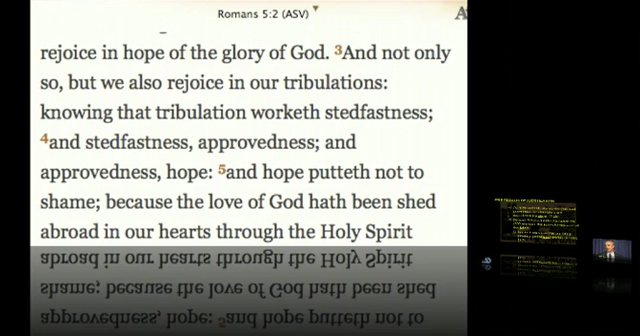 Romans 5:2 (ASV)
rejoice in hope of the glory of God. 3And not only
so, but we also rejoice in our tribulations:
knowing that tribulation worketh stedfastness;
4and stedfastness, approvedness; and
approvedness, hope: 5and hope putteth not to
shame; because the love of God hath been shed
abroad in our hearts through the Holy Spirit